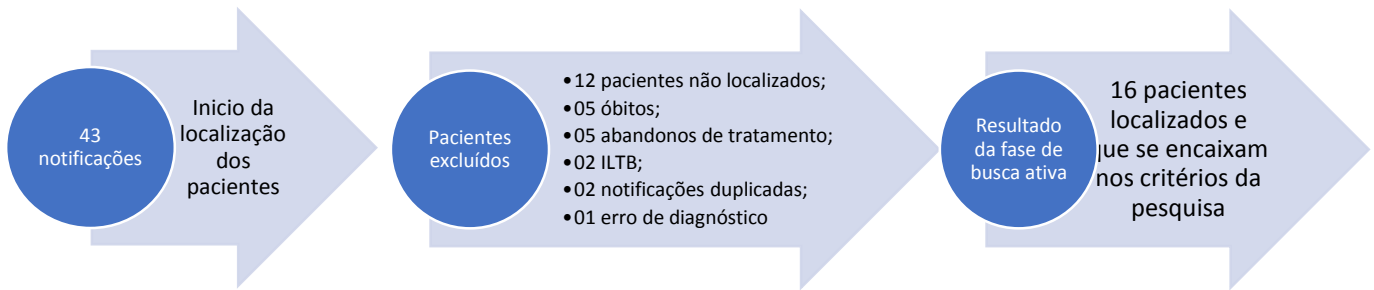 43
notificações
Inicio da
localização
dos
pacientes
Pacientes
excluídos
•12 pacientes não localizados;
•05 óbitos;
•05 abandonos de tratamento;
•02 ILTB;
•02 notificações duplicadas;
•01 erro de diagnóstico
Resultado
da fase de
busca ativa
16 pacientes
localizados e
que se encaixam
nos critérios da
pesquisa